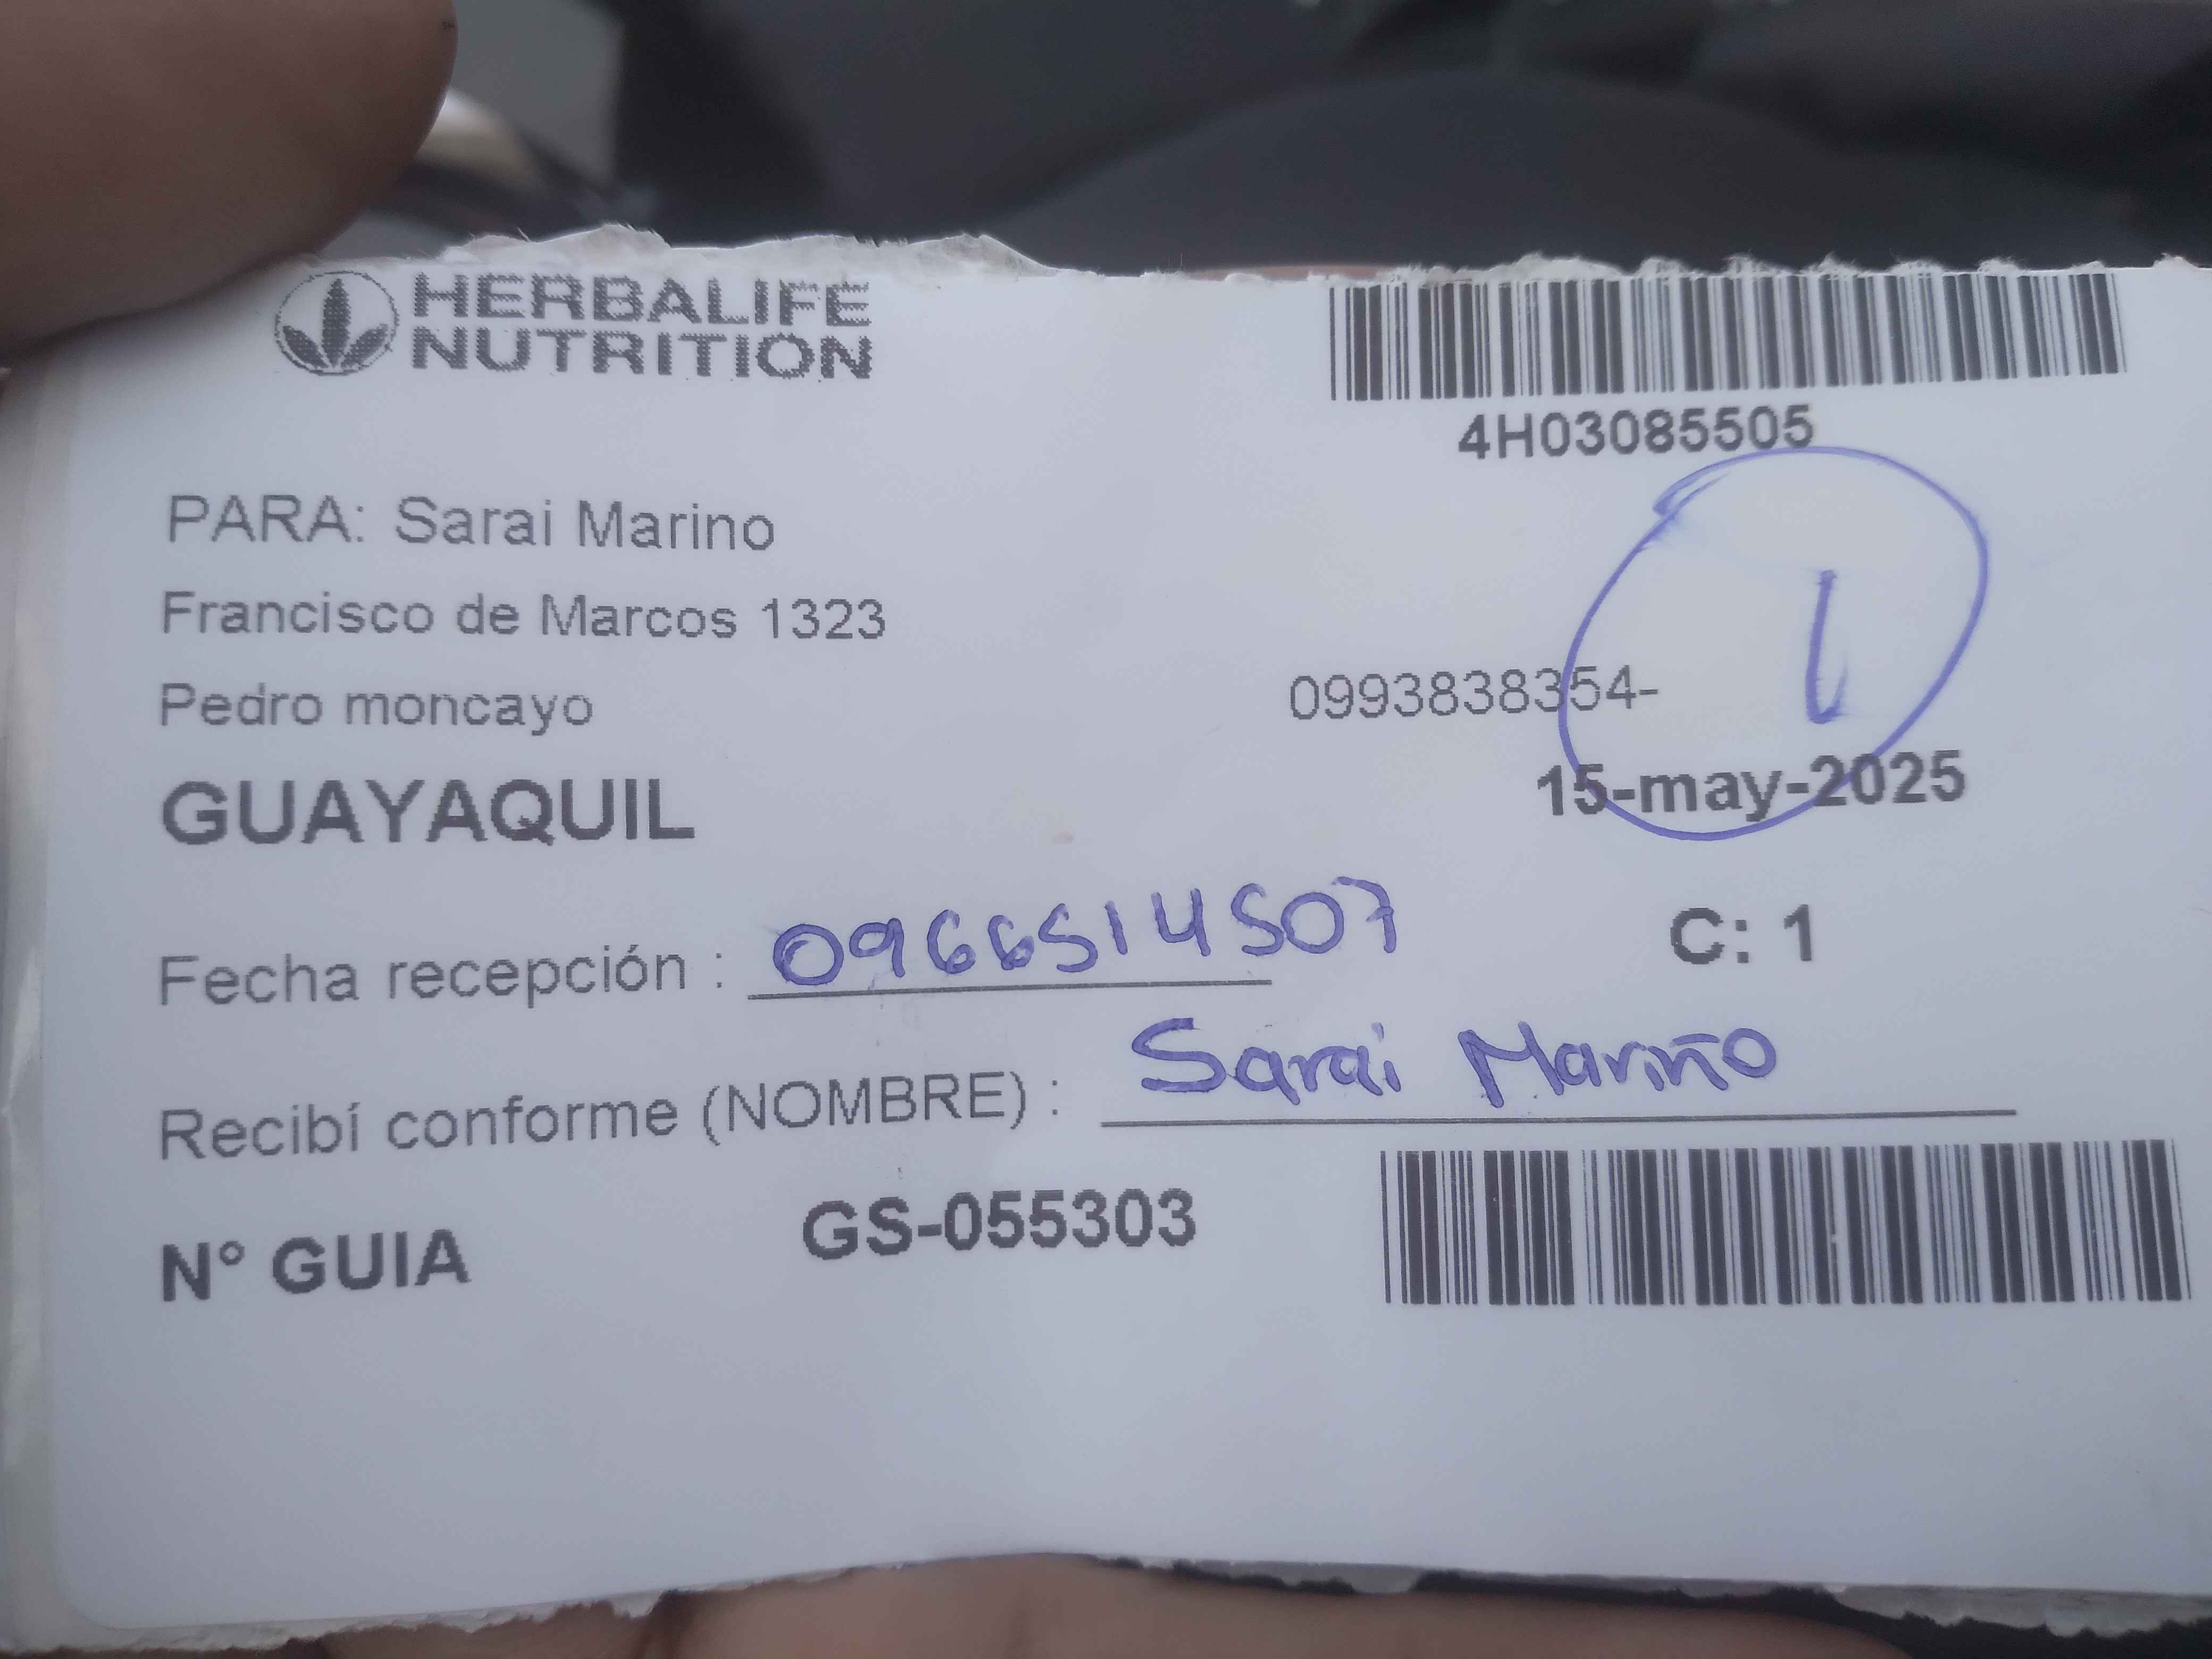 HERBALIFE
NUTRITION
4H03085505
PARA: Sarai Marino
Francisco de Marcos 1323
Pedro moncayo
0993838354-
1
GUAYAQUIL
15-may-2025
Fecha recepción : 0966514507
C: 1
Recibí conforme (NOMBRE) : Sarai Mariño
N° GUIA GS-055303